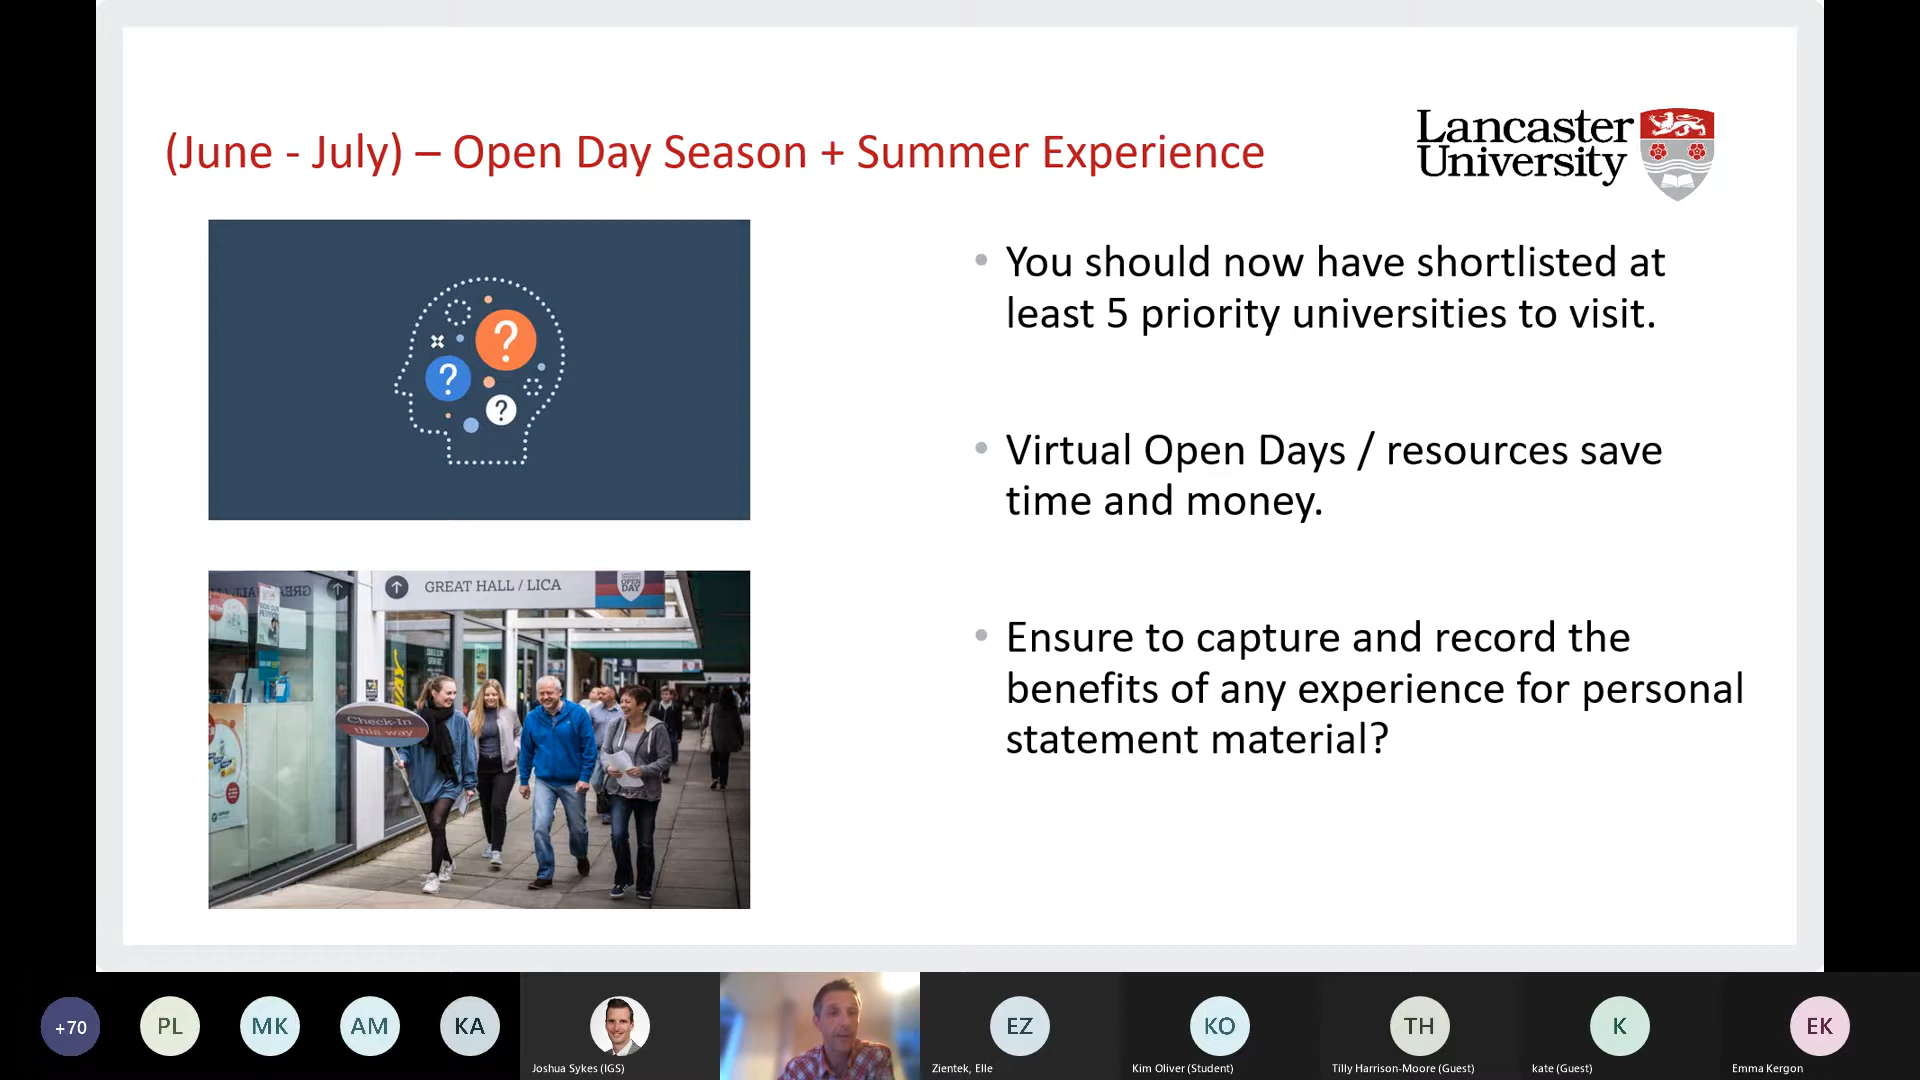 (June - July) – Open Day Season + Summer Experience
Lancaster
University
• You should now have shortlisted at
least 5 priority universities to visit.
• Virtual Open Days / resources save
time and money.
• Ensure to capture and record the
benefits of any experience for personal
statement material?
?
?
?
GREAT HALL / LICA
OPEN
DAY
Check-In
this way
+70
PL
MK
AM
KA
Joshua Sykes (IGS)
EZ
Zientek, Elle
KO
Kim Oliver (Student)
TH
Tilly Harrison-Moore (Guest)
K
kate (Guest)
EK
Emma Kergon